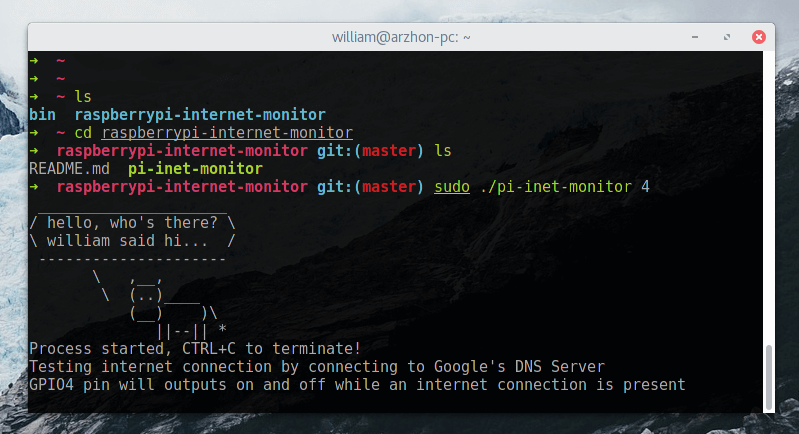 william@arzhon-pc: ~
➜  ~
➜  ~
➜  ~ ls
bin  raspberrypi-internet-monitor
➜  ~ cd raspberrypi-internet-monitor
➜  raspberrypi-internet-monitor git:(master) ls
README.md  pi-inet-monitor
➜  raspberrypi-internet-monitor git:(master) sudo ./pi-inet-monitor 4
 _____________________
/ hello, who's there? \
\ william said hi...  /
 ---------------------
       \   ,__,
        \  (..)____
           (__)    )\
              ||--|| *
Process started, CTRL+C to terminate!
Testing internet connection by connecting to Google's DNS Server
GPIO4 pin will outputs on and off while an internet connection is present